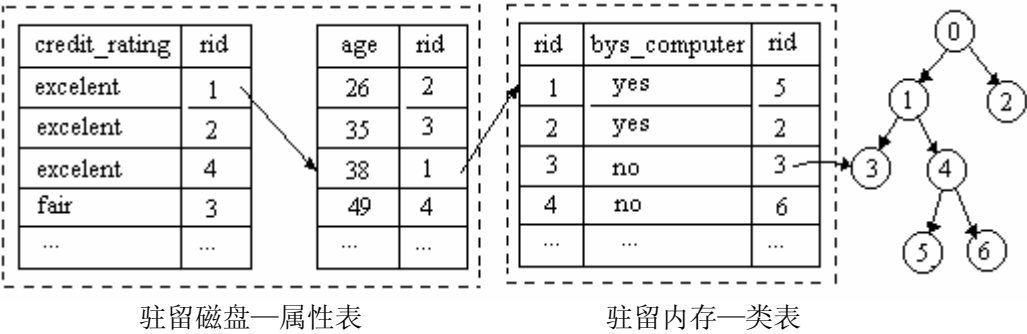 credit_rating rid age rid rid bys_computer rid
excelent 1 26 2 1 yes 5
excelent 2 35 3 2 yes 2
excelent 4 38 1 3 no 3
fair 3 49 4 4 no 6
... ... ... ... ... ... ...
0
1 2
3 4
5 6
驻留磁盘—属性表 驻留内存—类表